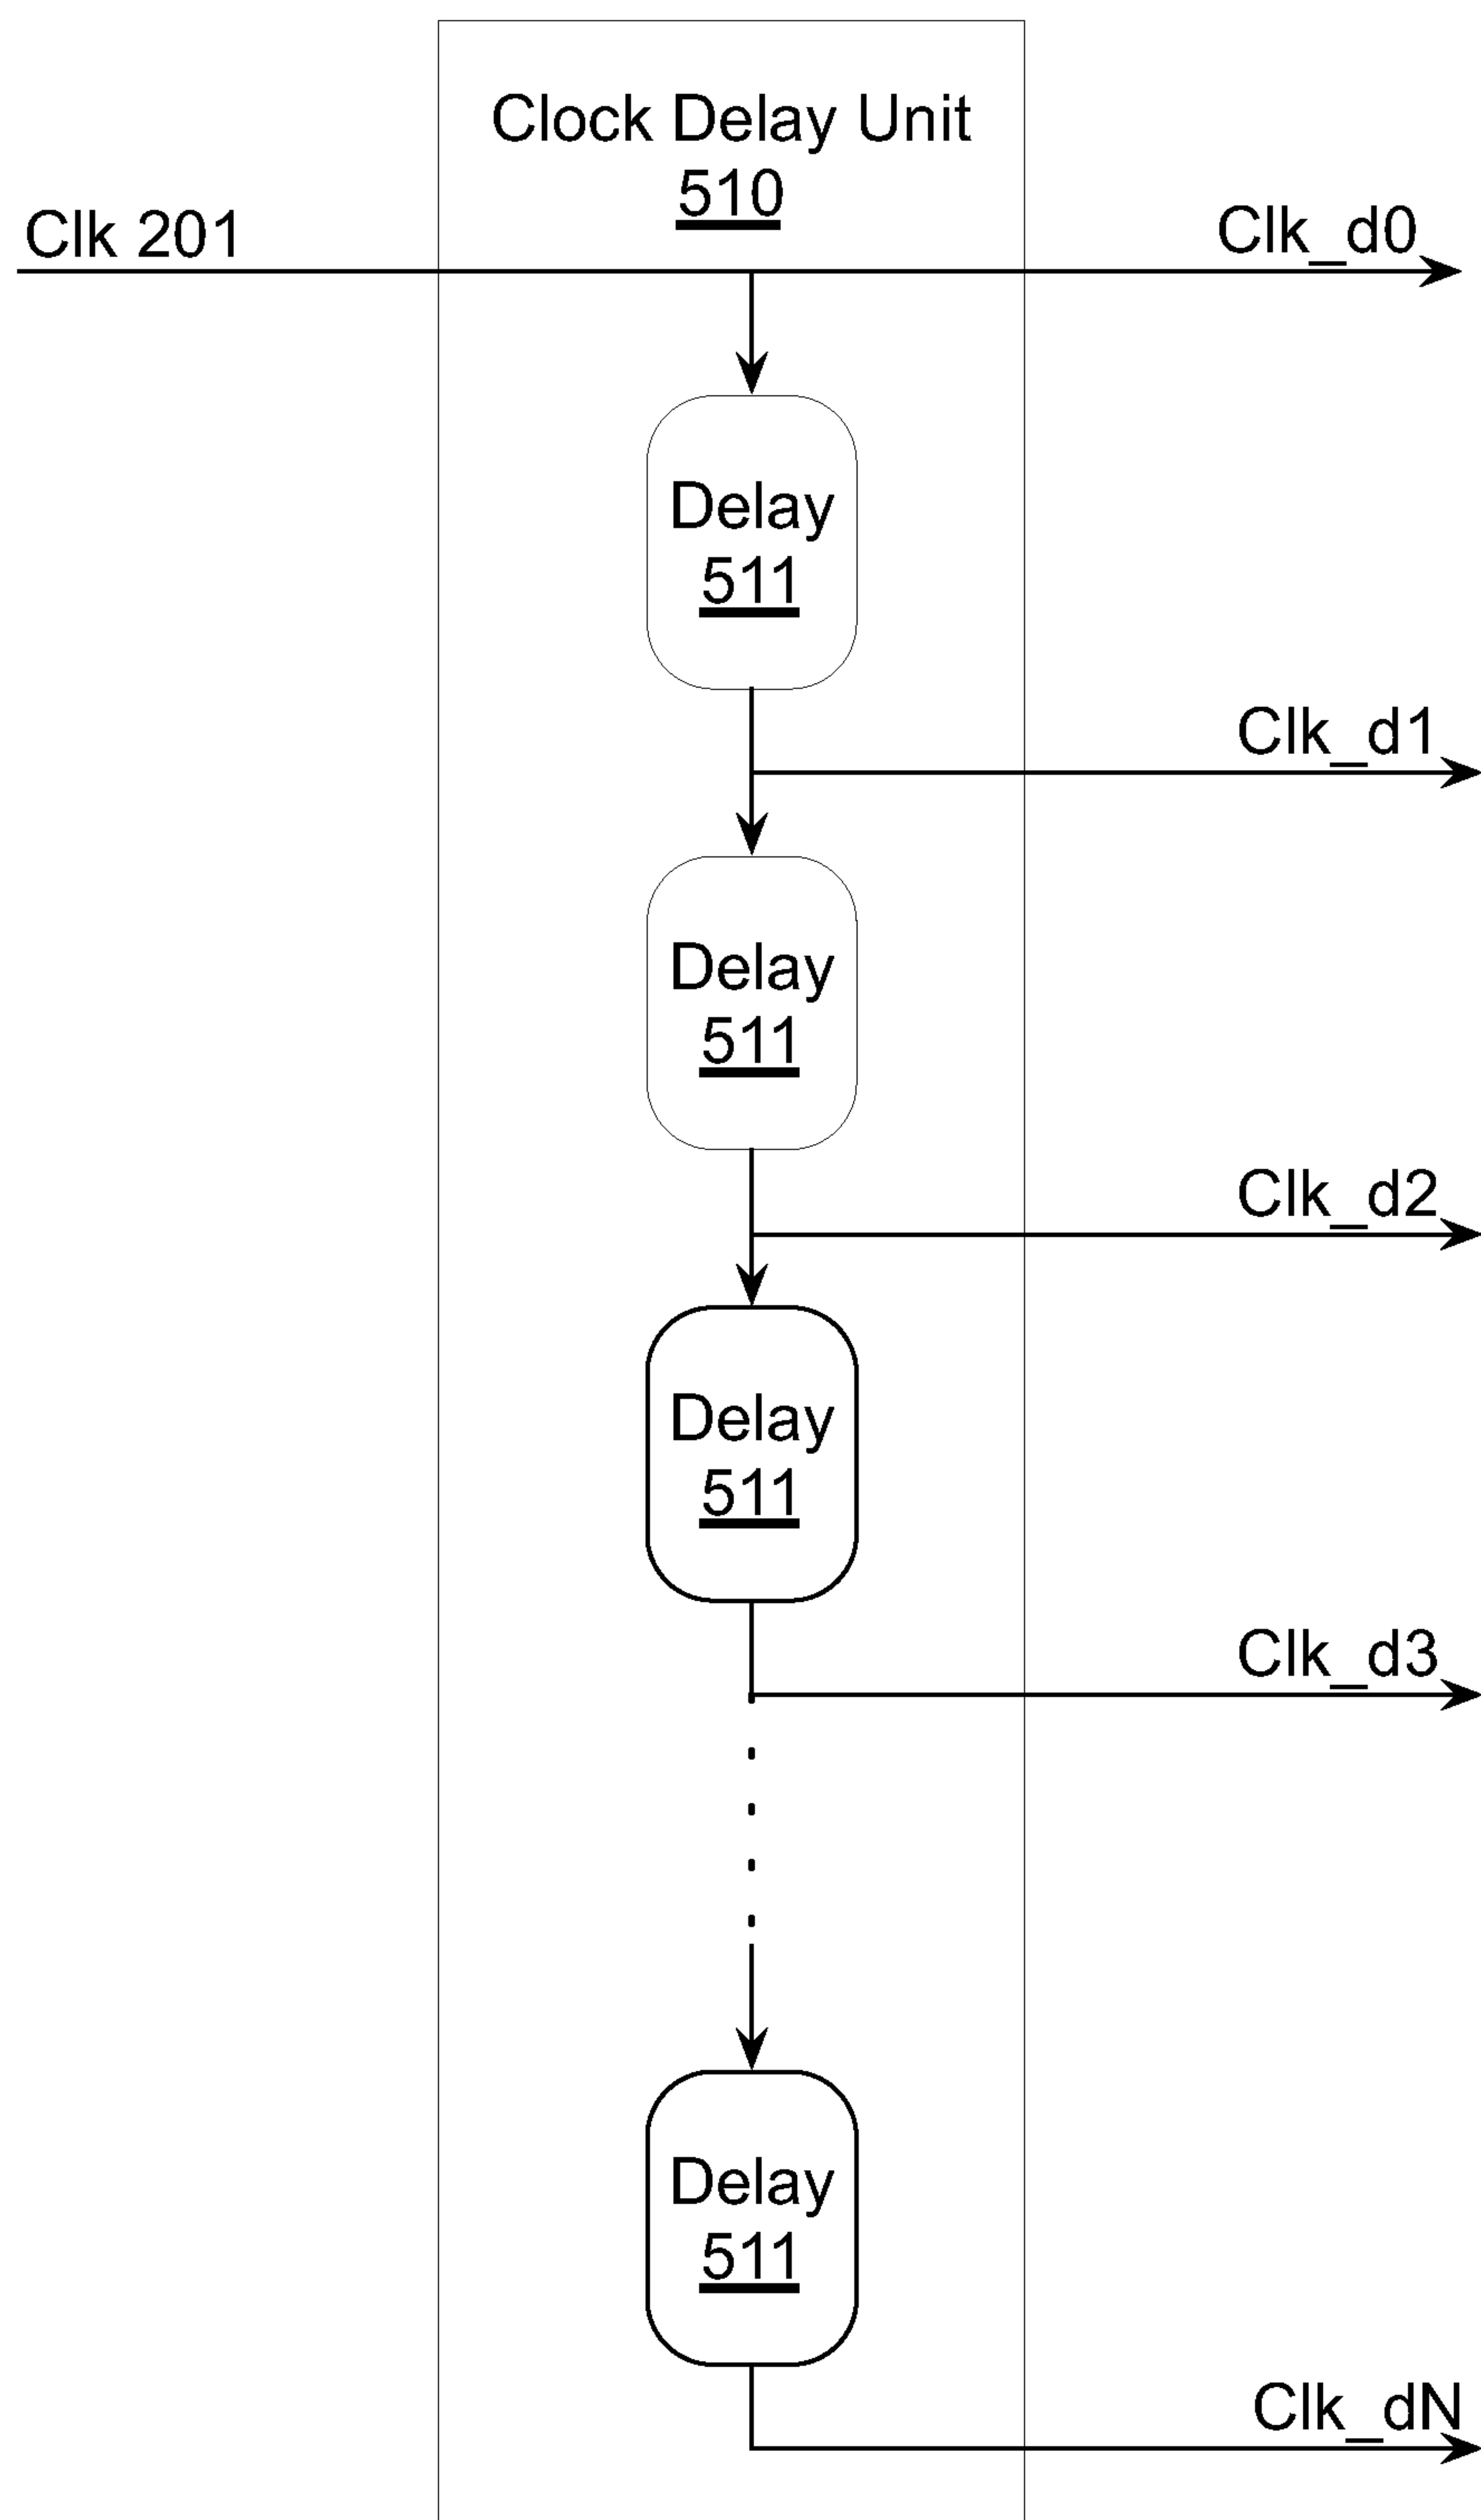 Clock Delay Unit
510
Clk 201
Clk_d0
Delay
511
Clk_d1
Delay
511
Clk_d2
Delay
511
Clk_d3
Delay
511
Clk_dN